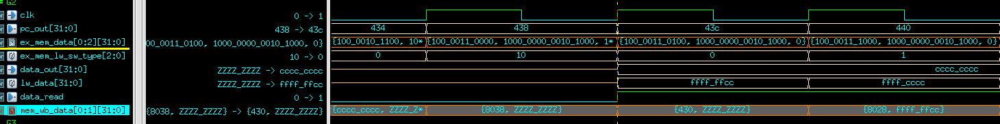 G2
clk 0 -> 1
pc_out[31:0] 438 -> 43c 434 438 43c 440
ex_mem_data[0:2][31:0] 00_0011_0100, 1000_0000_0010_1000, 0} {100_0010_1100, 10* {100_0011_0000, 1000_0000_0010_1000, 1* {100_0011_0100, 1000_0000_0010_1000, 0} {100_0011_1000, 1000_0000_0010_1000, 0}
ex_mem_lw_sw_type[2:0] 10 -> 0 0 10 0 1
data_out[31:0] ZZZZ_ZZZZ -> cccc_cccc cccc_cccc
lw_data[31:0] ZZZZ_ZZZZ -> ffff_ffcc ffff_ffcc ffff_cccc
data_read 0 -> 1
mem_wb_data[0:1][31:0] {8038, ZZZZ_ZZZZ} -> {430, ZZZZ_ZZZZ} {cccc_cccc, ZZZZ_Z* {8038, ZZZZ_ZZZZ} {430, ZZZZ_ZZZZ} {8028, ffff_ffcc}
G3